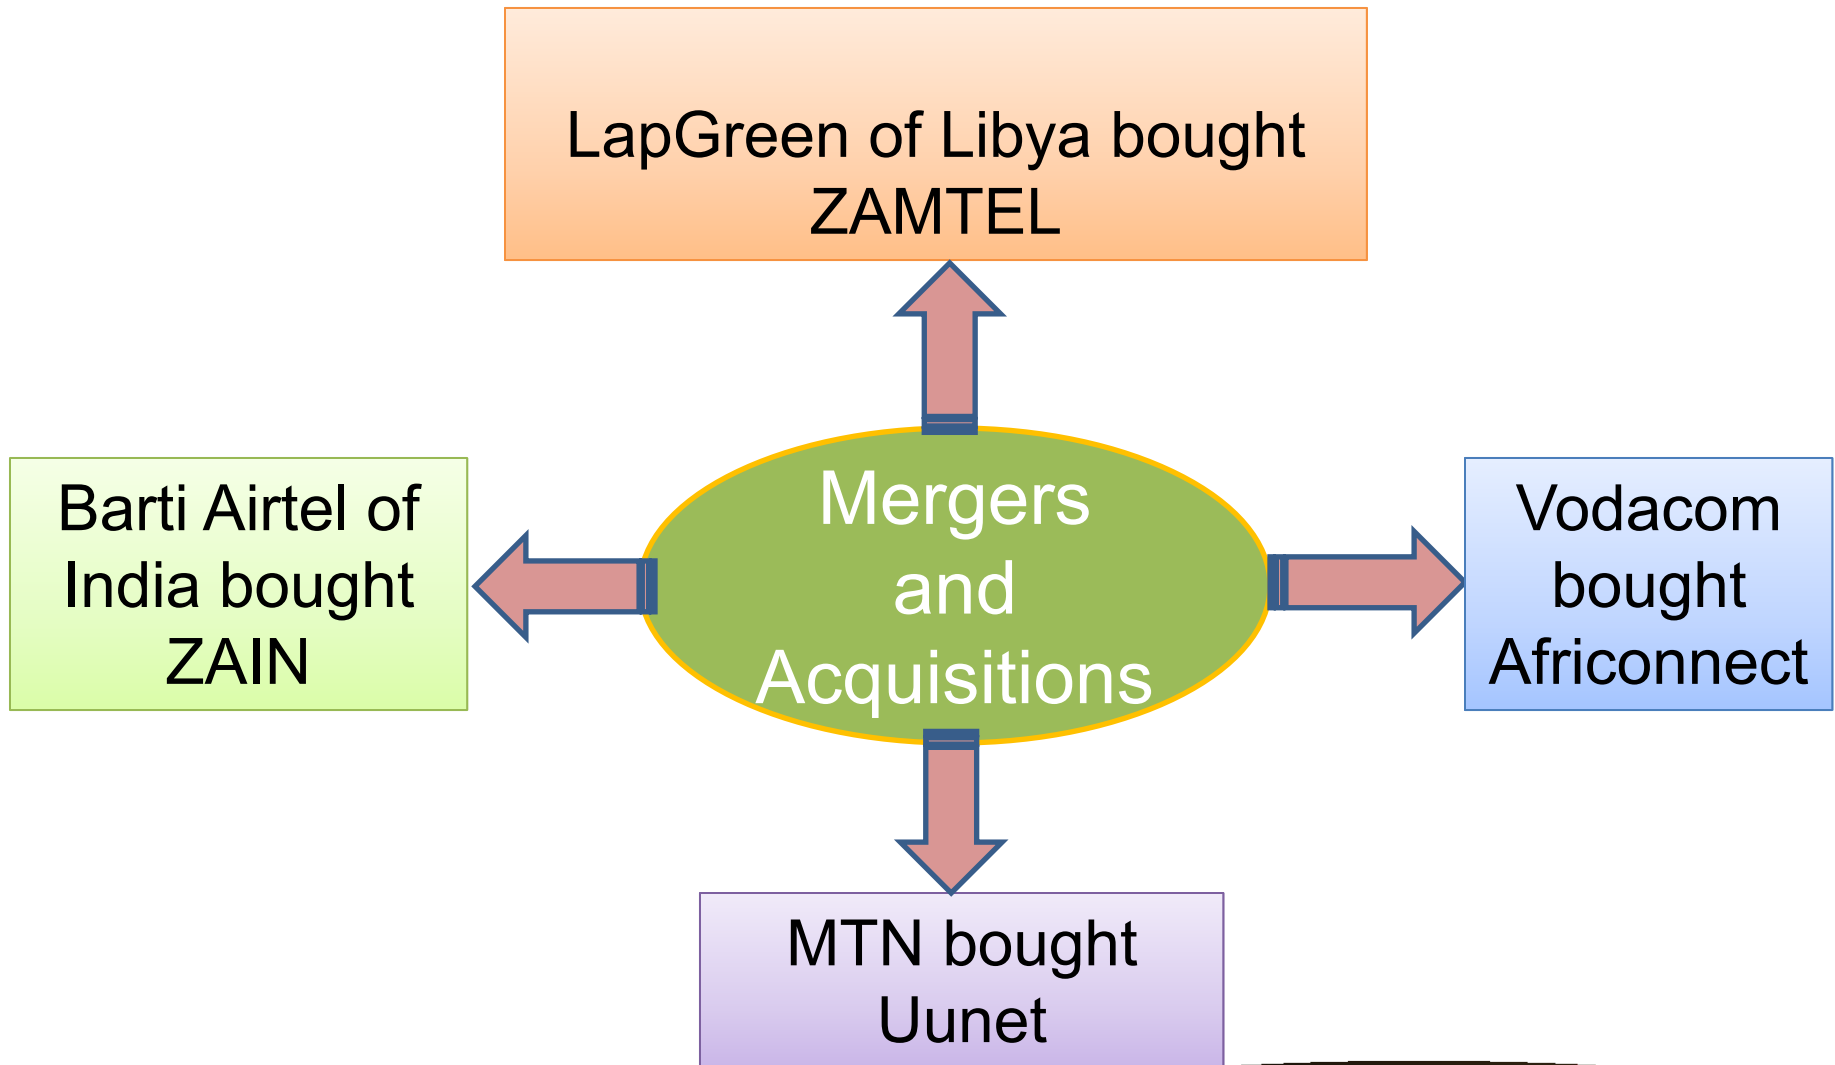 LapGreen of Libya bought
ZAMTEL
Barti Airtel of
India bought
ZAIN
Mergers
and
Acquisitions
Vodacom
bought
Africonnect
MTN bought
Uunet